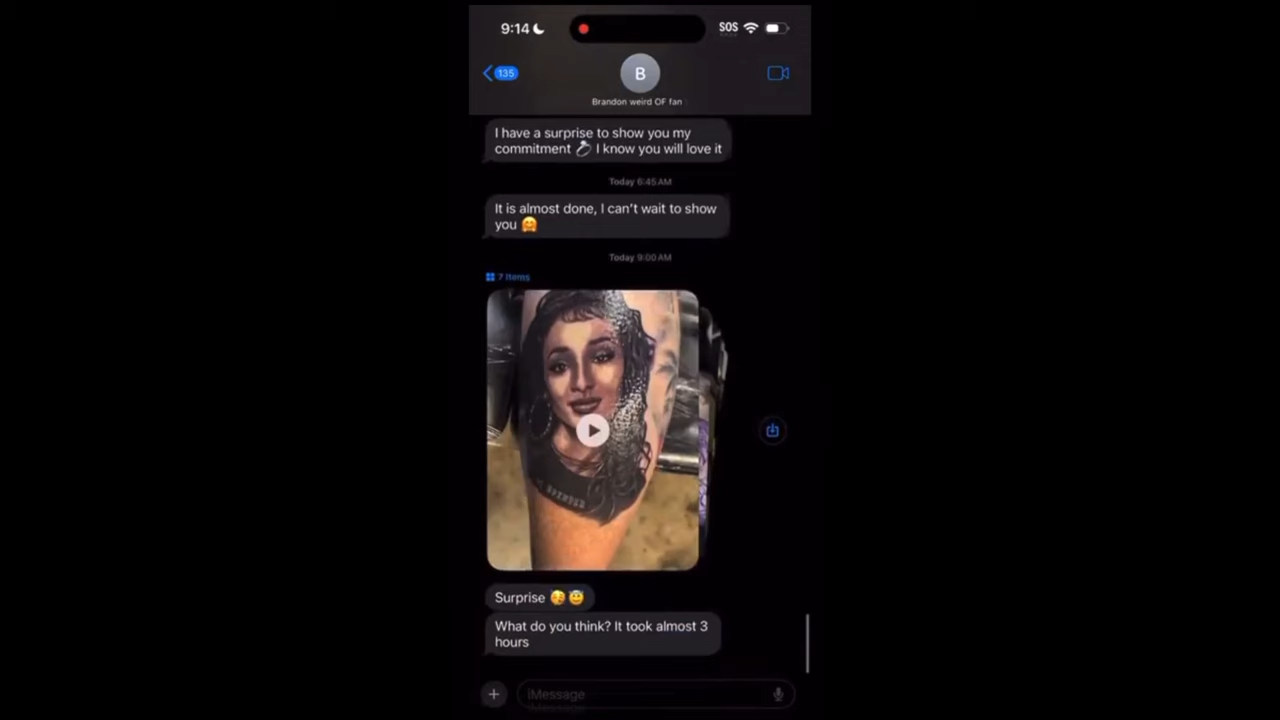 9:14
SOS
135
B
Brandon weird OF fan
I have a surprise to show you my
commitment 💍 I know you will love it
Today 6:45 AM
It is almost done, I can't wait to show
you 🤗
Today 9:00 AM
7 Items
Surprise 🥳😇
What do you think? It took almost 3
hours
iMessage